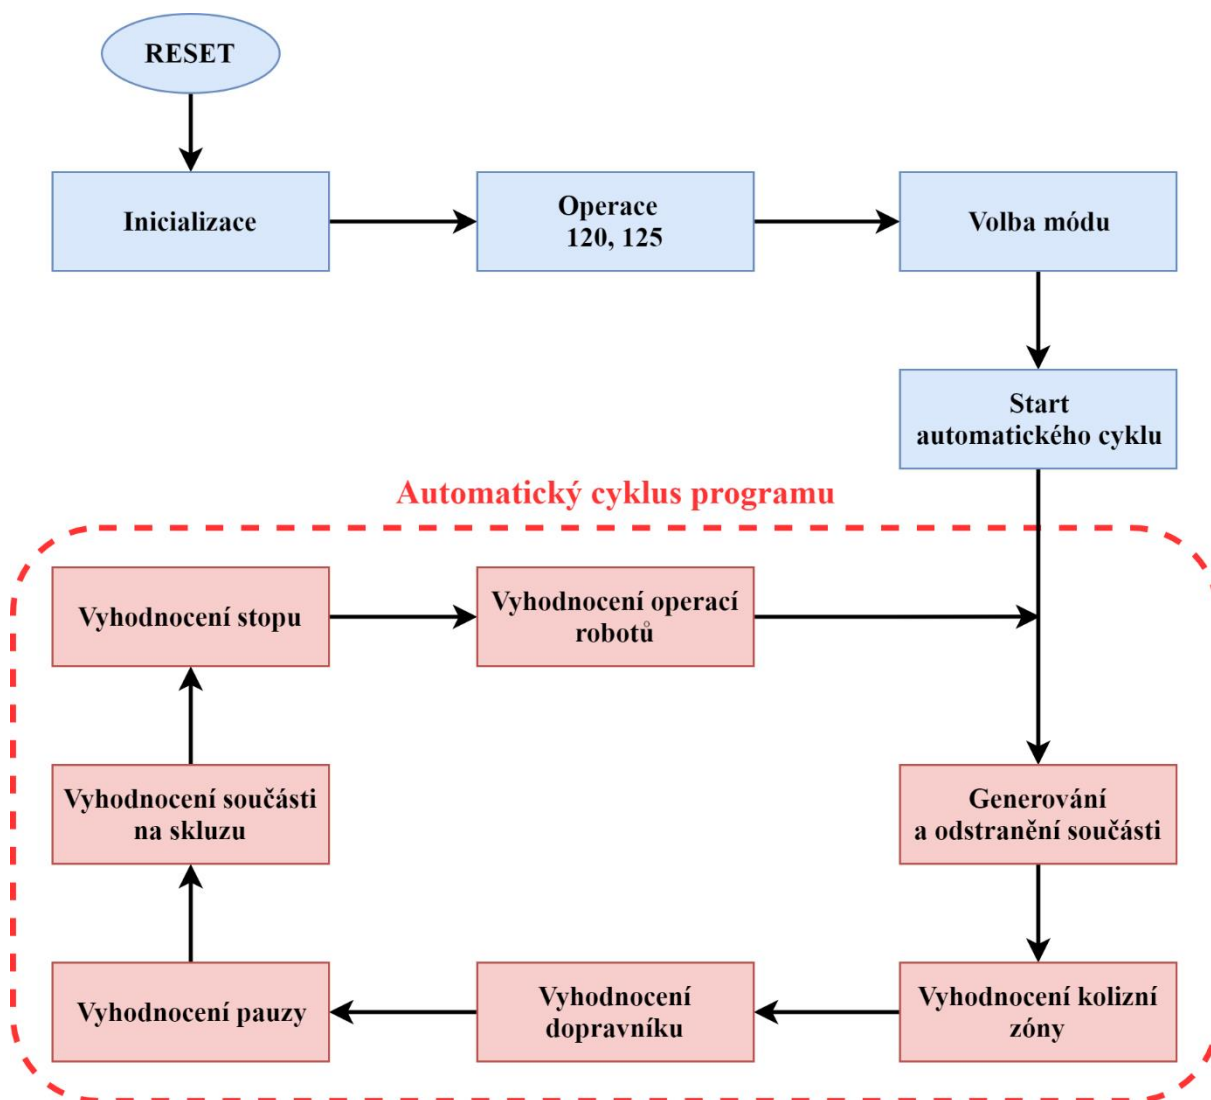 RESET
Inicializace
Operace
120, 125
Volba módu
Start
automatického cyklu
Automatický cyklus programu
Vyhodnocení stopu
Vyhodnocení operací
robotů
Vyhodnocení součásti
na skluzu
Generování
a odstranění součásti
Vyhodnocení pauzy
Vyhodnocení
dopravníku
Vyhodnocení kolizní
zóny